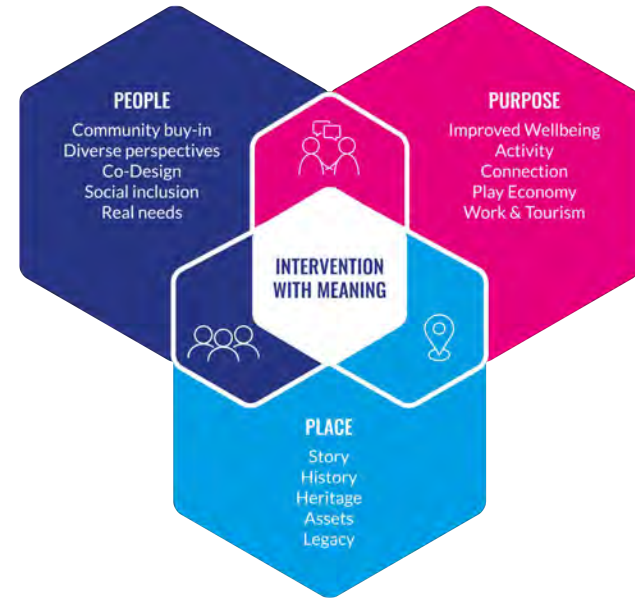 PEOPLE
Community buy-in
Diverse perspectives
Co-Design
Social inclusion
Real needs
PURPOSE
Improved Wellbeing
Activity
Connection
Play Economy
Work & Tourism
INTERVENTION
WITH MEANING
PLACE
Story
History
Heritage
Assets
Legacy